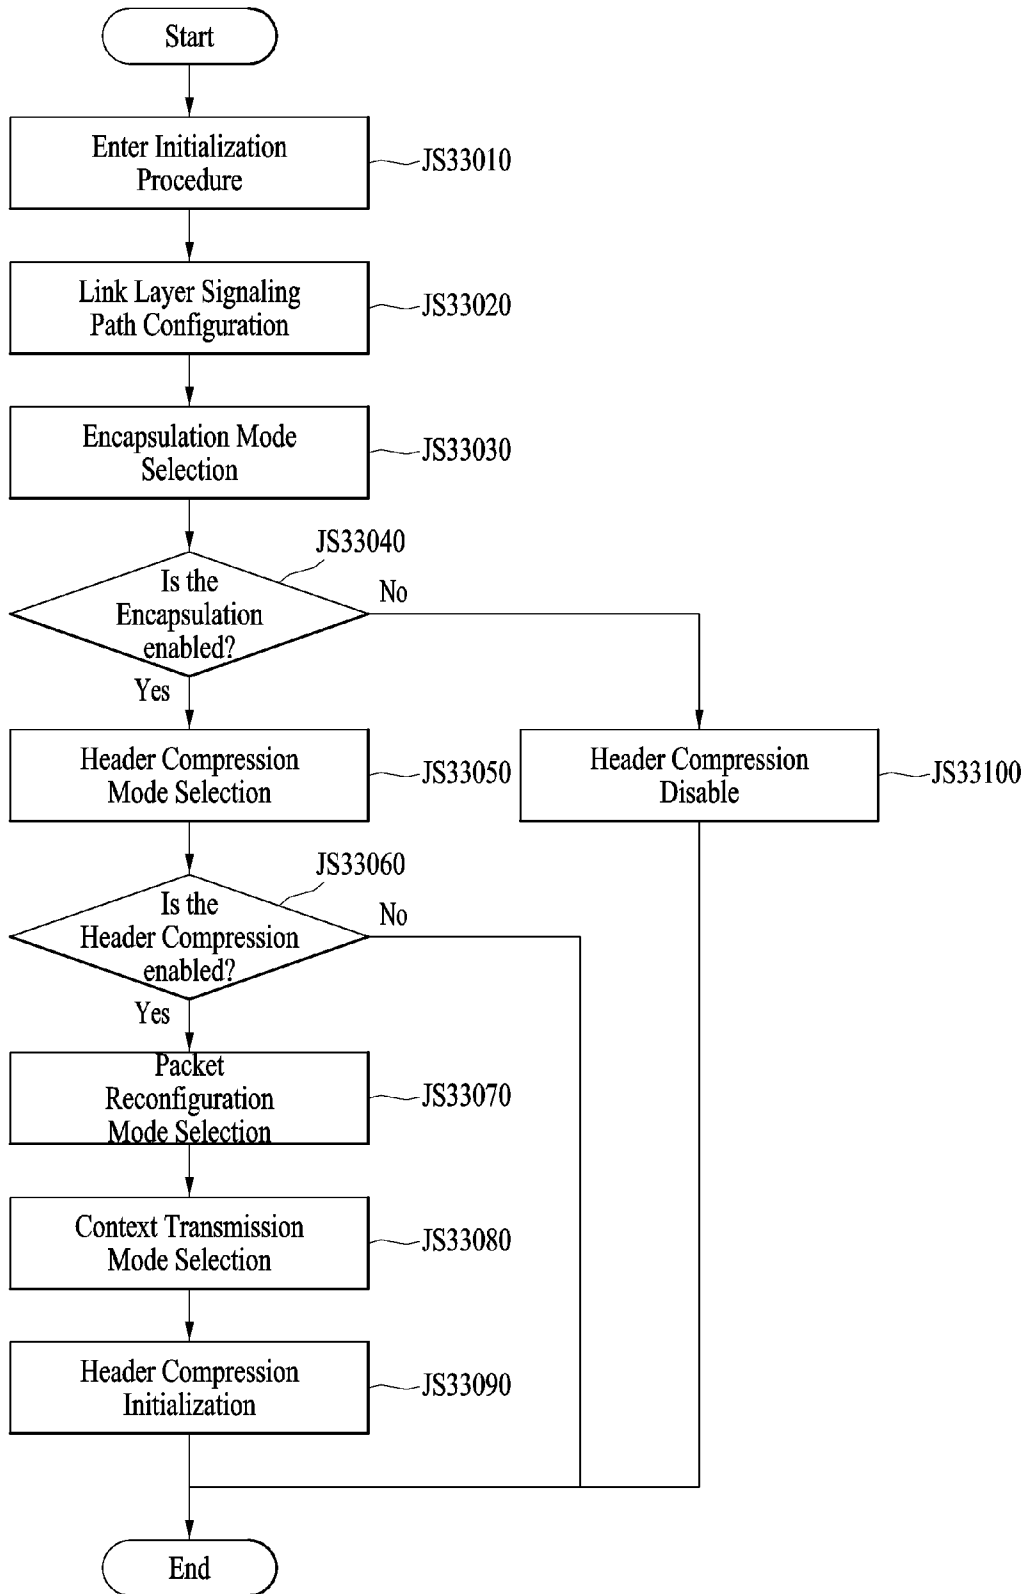 Start
Enter Initialization
Procedure
JS33010
Link Layer Signaling
Path Configuration
JS33020
Encapsulation Mode
Selection
JS33030
JS33040
Is the
Encapsulation
enabled?
No
Yes
Header Compression
Mode Selection
JS33050
Header Compression
Disable
JS33100
JS33060
Is the
Header Compression
enabled?
No
Yes
Packet
Reconfiguration
Mode Selection
JS33070
Context Transmission
Mode Selection
JS33080
Header Compression
Initialization
JS33090
End